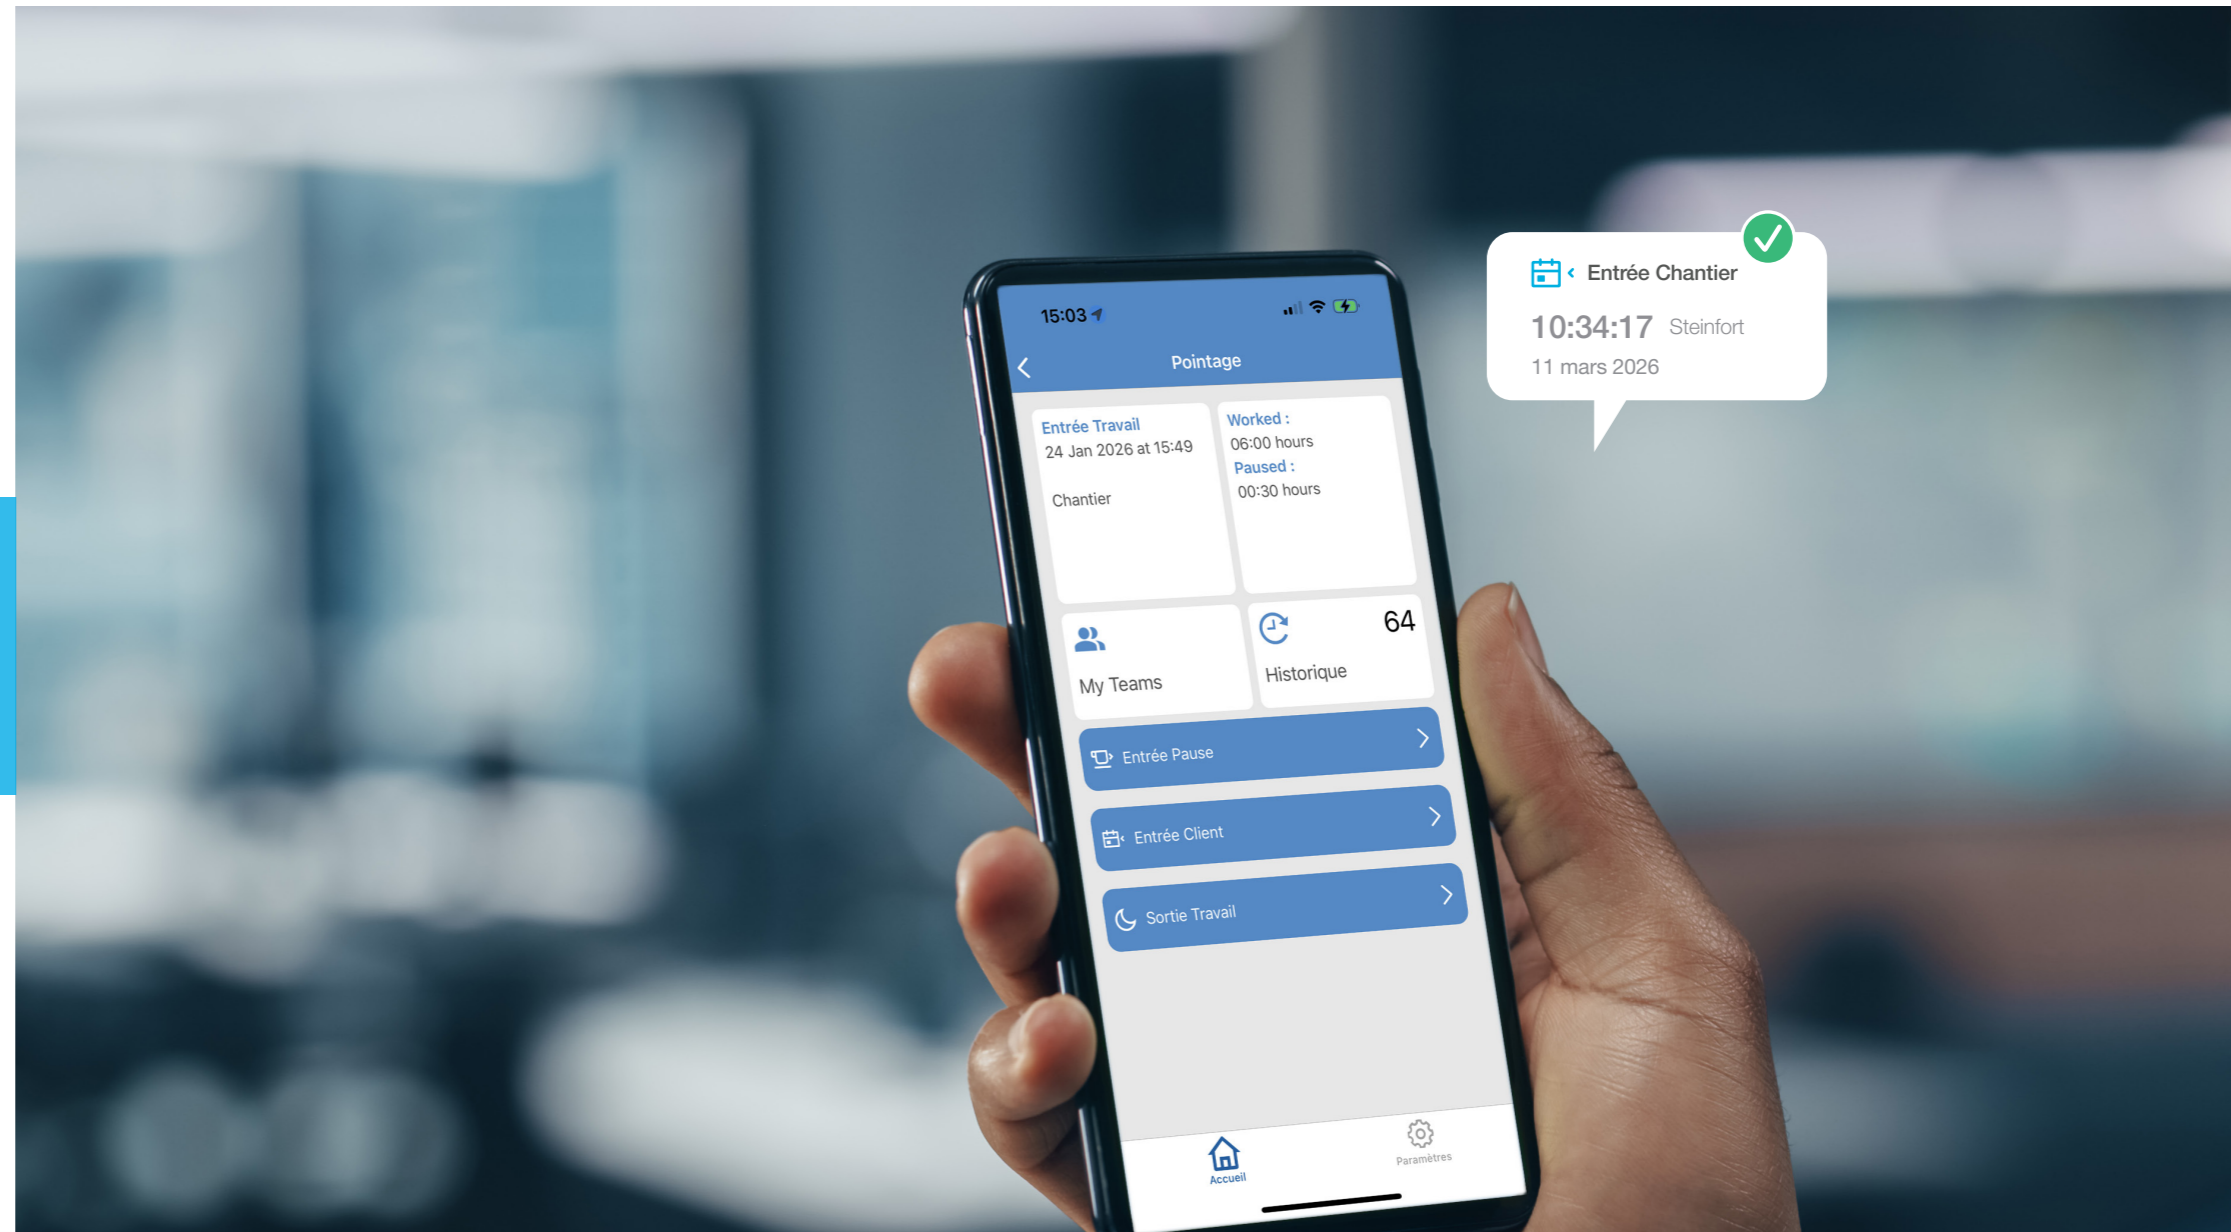 15:03
Pointage
Entrée Travail
24 Jan 2026 at 15:49
Chantier
Worked :
06:00 hours
Paused :
00:30 hours
My Teams
64
Historique
Entrée Pause
Entrée Client
Sortie Travail
Accueil
Paramètres
Entrée Chantier
10:34:17 Steinfort
11 mars 2026